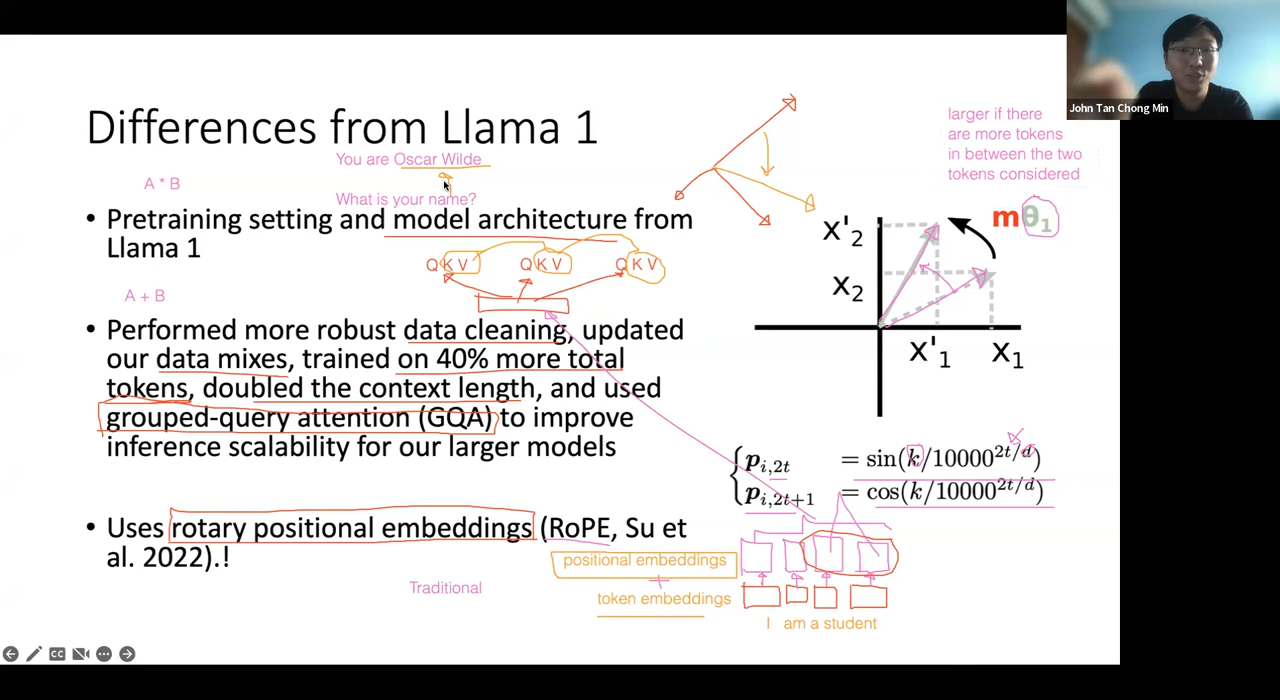 John Tan Chong Min
larger if there
are more tokens
in between the two
tokens considered
Differences from Llama 1
You are Oscar Wilde
A * B
What is your name?
• Pretraining setting and model architecture from
Llama 1
Q K V Q K V Q K V
A + B
• Performed more robust data cleaning, updated
our data mixes, trained on 40% more total
tokens, doubled the context length, and used
grouped-query attention (GQA) to improve
inference scalability for our larger models
• Uses rotary positional embeddings (RoPE, Su et
al. 2022).!
Traditional
positional embeddings
+
token embeddings
I am a student
mθ₁
x'₂
x₂
x'₁ x₁
p_{i,2t} = sin(k/10000^{2t/d})
p_{i,2t+1} = cos(k/10000^{2t/d})
CC